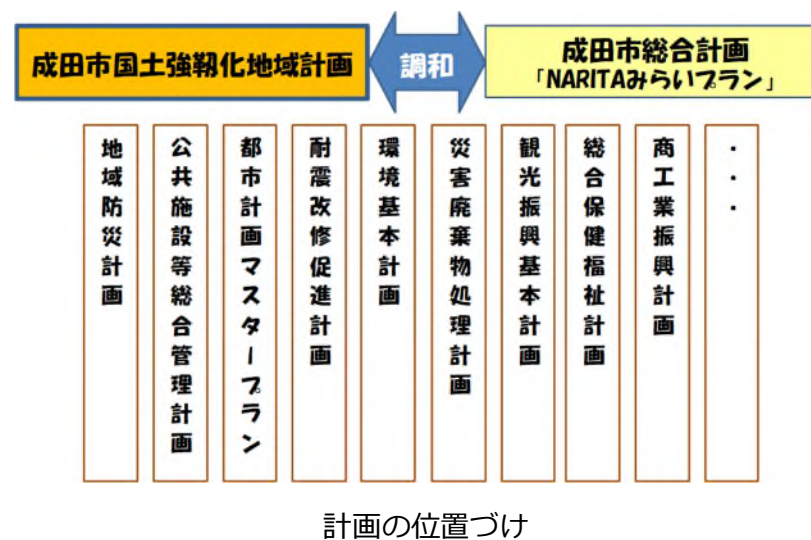 成田市国土強靱化地域計画
調和
成田市総合計画
「NARITAみらいプラン」
地域防災計画
公共施設等総合管理計画
都市計画マスタープラン
耐震改修促進計画
環境基本計画
災害廃棄物処理計画
観光振興基本計画
総合保健福祉計画
商工業振興計画
・・・
計画の位置づけ